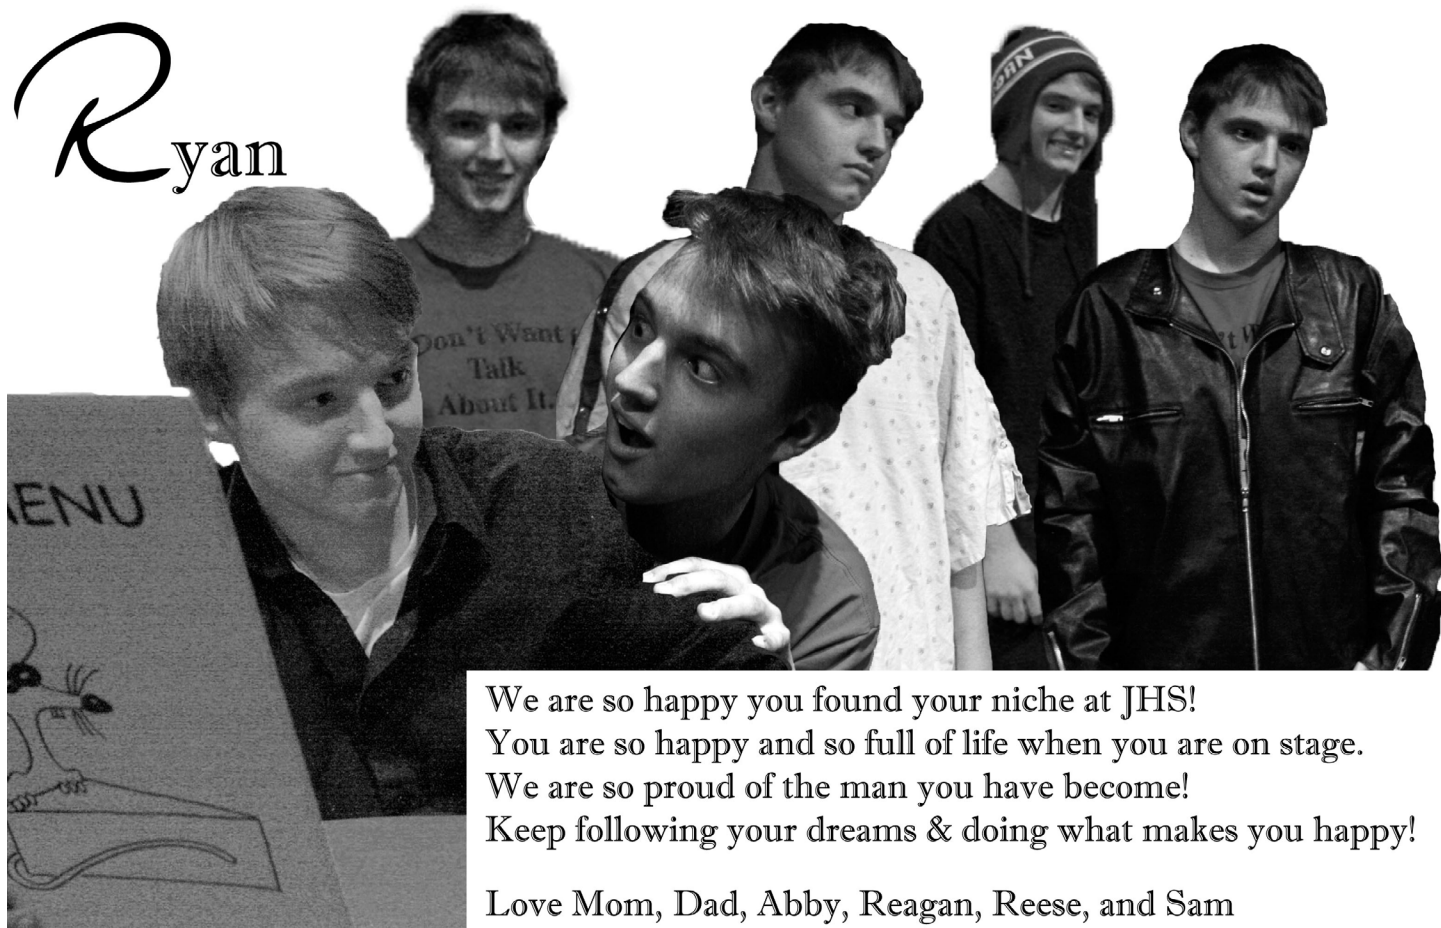 Ryan
Don't Want
Talk
About It.
MENU
We are so happy you found your niche at JHS!
You are so happy and so full of life when you are on stage.
We are so proud of the man you have become!
Keep following your dreams & doing what makes you happy!
Love Mom, Dad, Abby, Reagan, Reese, and Sam